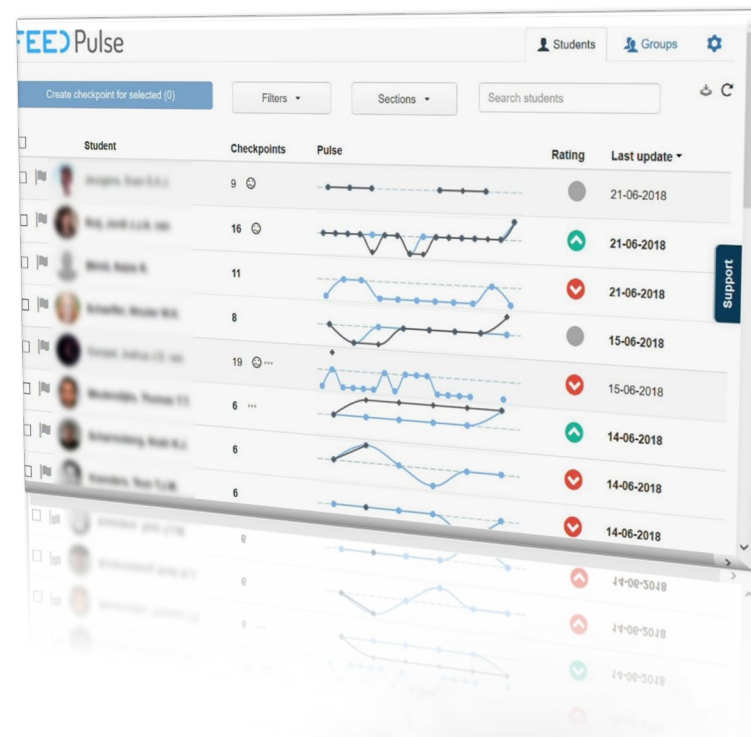 FEED Pulse
Students
Groups
Create checkpoint for selected (0)
Filters
Sections
Search students
Student
Checkpoints
Pulse
Rating
Last update
9
21-06-2018
16
21-06-2018
11
21-06-2018
8
15-06-2018
19
15-06-2018
6
14-06-2018
6
14-06-2018
6
14-06-2018
Support